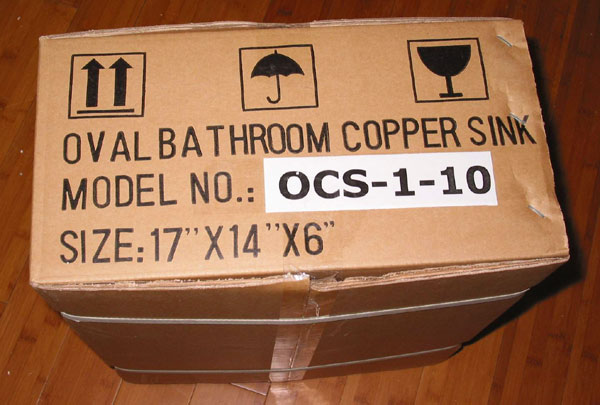 OVAL BATHROOM COPPER SINK
MODEL NO.: OCS-1-10
SIZE: 17"X14"X6"